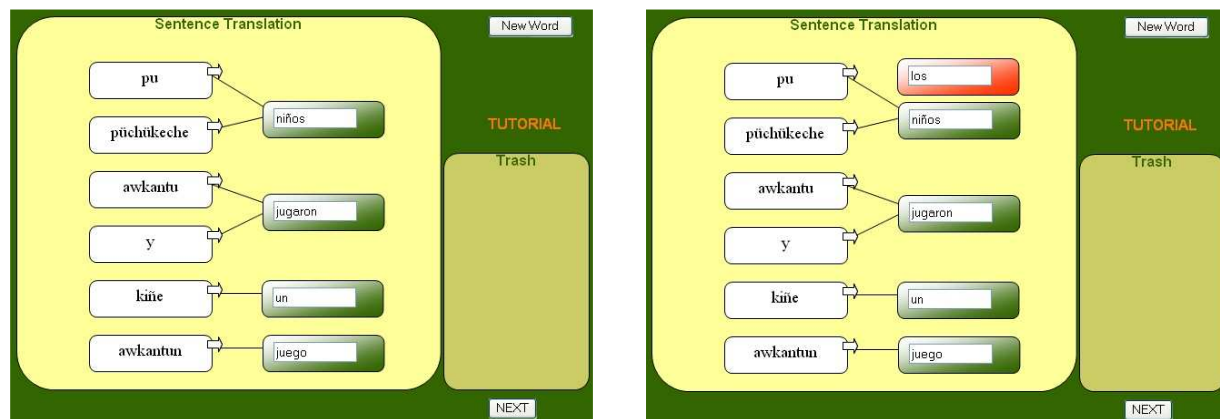 Sentence Translation
New Word
pu
niños
püchükeche
TUTORIAL
Trash
awkantu
jugaron
y
kiñe
un
awkantun
juego
NEXT
Sentence Translation
New Word
pu
los
niños
püchükeche
TUTORIAL
Trash
awkantu
jugaron
y
kiñe
un
awkantun
juego
NEXT